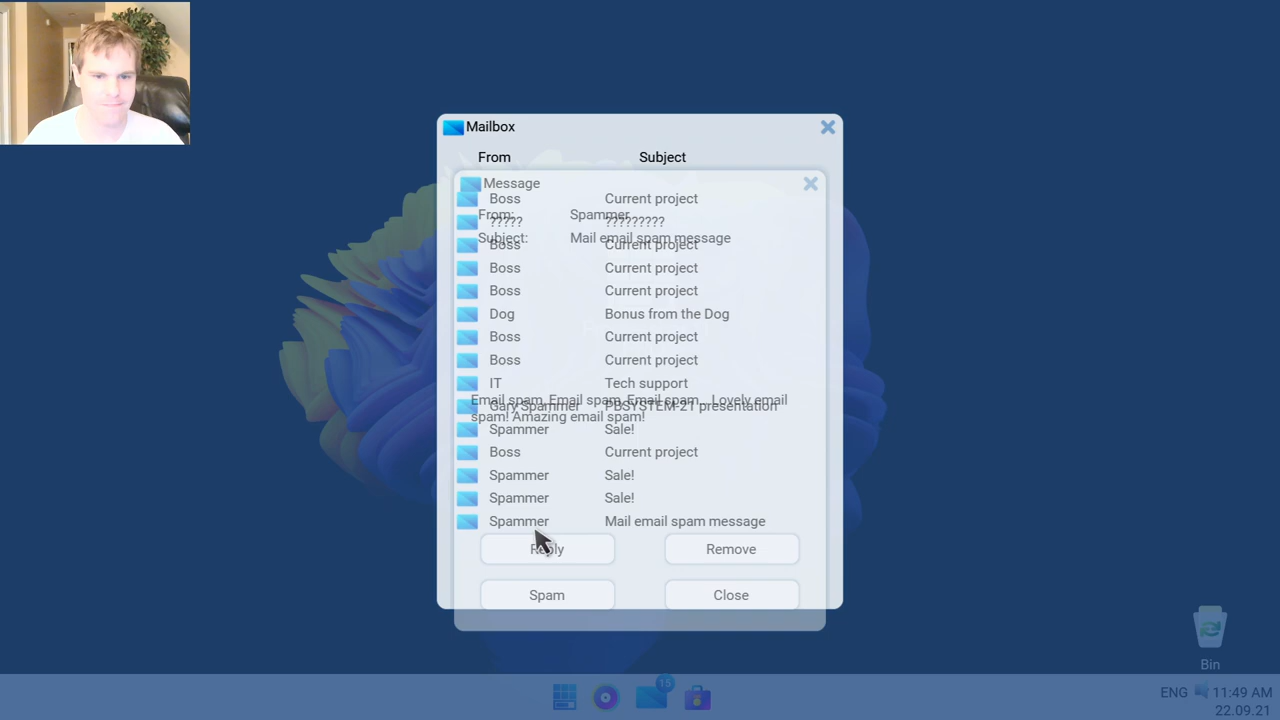 Mailbox
From Subject
Message
Boss Current project
From: Spammer
????? ?????????
Subject: Mail email spam message
Boss Current project
Boss Current project
Boss Current project
Dog Bonus from the Dog
Boss Current project
Boss Current project
IT Tech support
Email spam, Email spam, Email spam... Lovely email
Gary Spammer PBSYSTEM 21 presentation
spam! Amazing email spam!
Spammer Sale!
Boss Current project
Spammer Sale!
Spammer Sale!
Spammer Mail email spam message
Reply Remove
Spam Close
Bin
15
ENG 11:49 AM
22.09.21